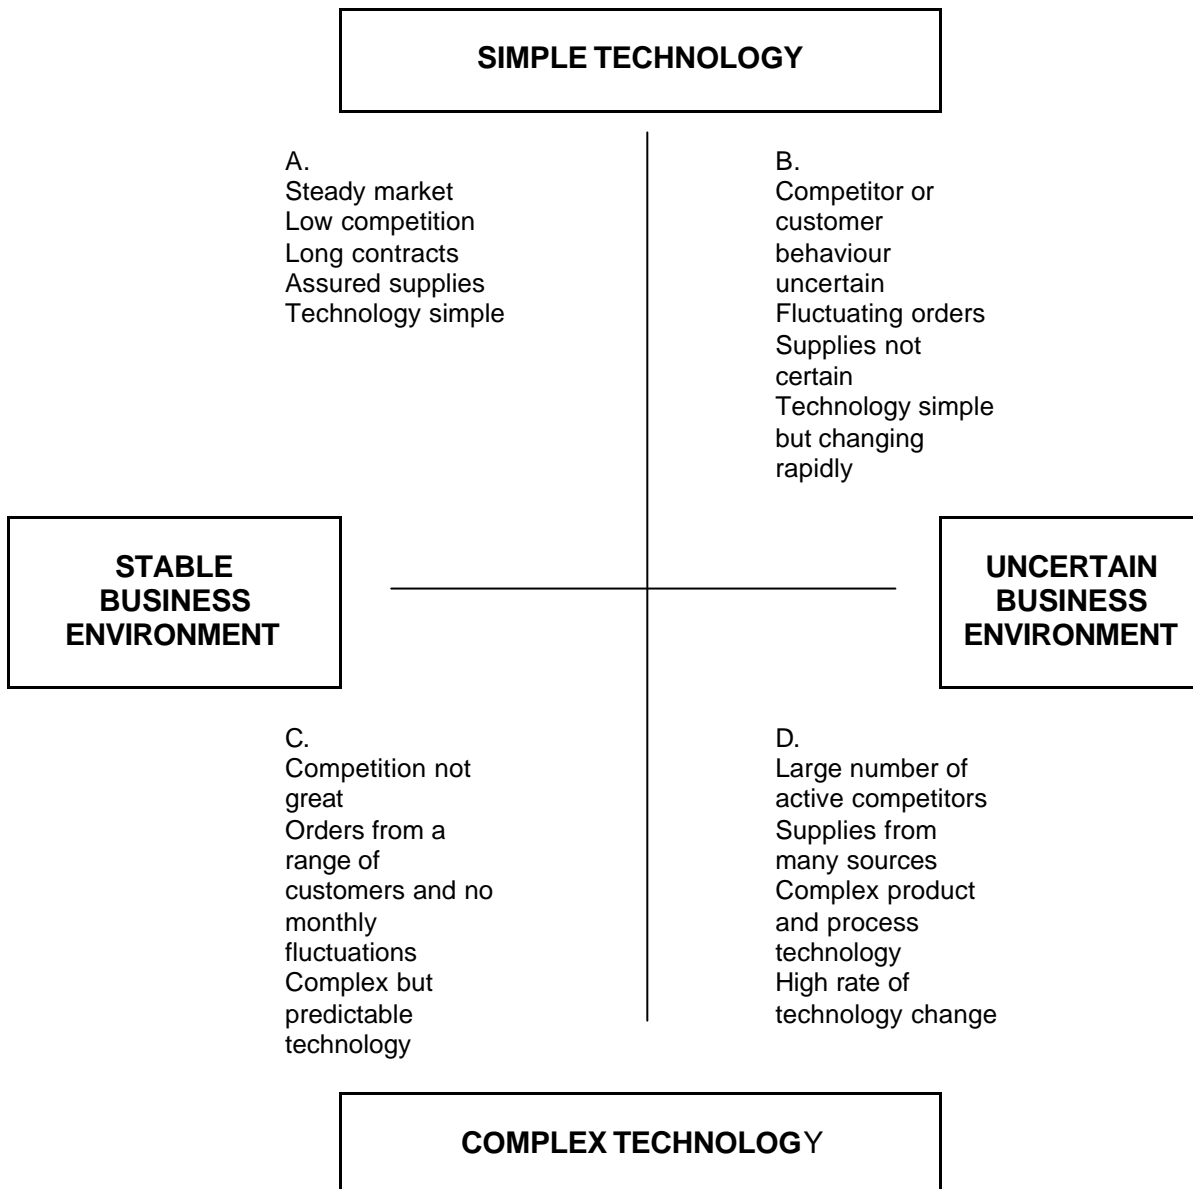 SIMPLE TECHNOLOGY
A.
Steady market
Low competition
Long contracts
Assured supplies
Technology simple
B.
Competitor or
customer
behaviour
uncertain
Fluctuating orders
Supplies not
certain
Technology simple
but changing
rapidly
STABLE
BUSINESS
ENVIRONMENT
UNCERTAIN
BUSINESS
ENVIRONMENT
C.
Competition not
great
Orders from a
range of
customers and no
monthly
fluctuations
Complex but
predictable
technology
D.
Large number of
active competitors
Supplies from
many sources
Complex product
and process
technology
High rate of
technology change
COMPLEX TECHNOLOGY